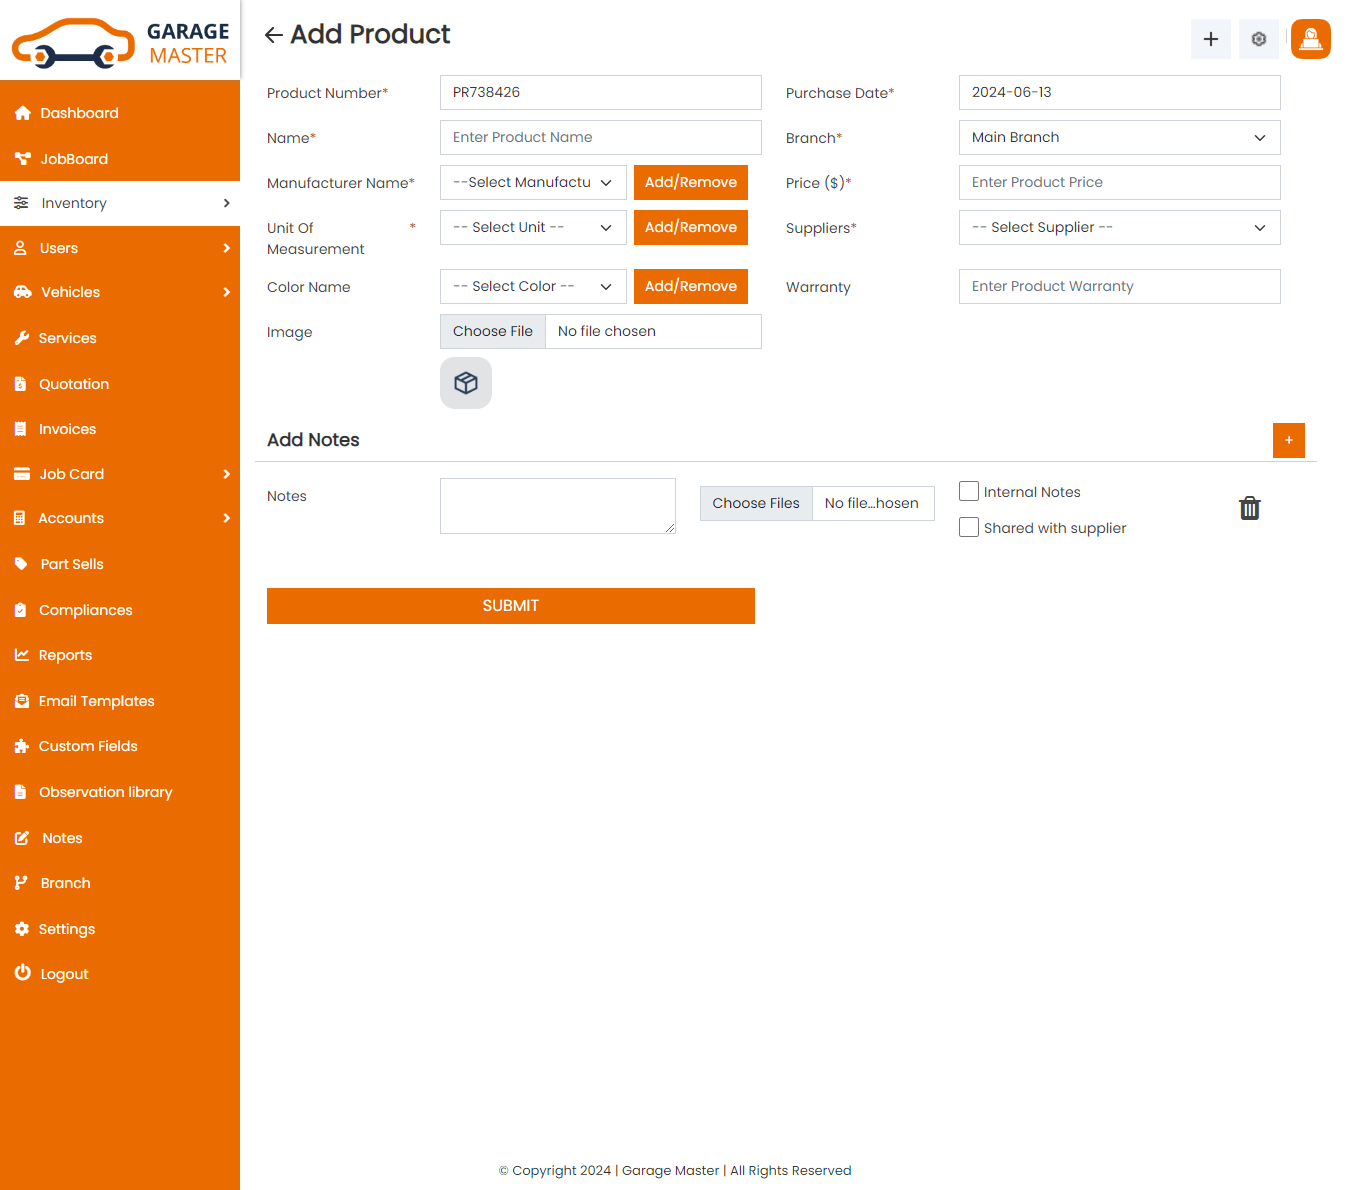 GARAGE
MASTER
Dashboard
JobBoard
Inventory
Users
Vehicles
Services
Quotation
Invoices
Job Card
Accounts
Part Sells
Compliances
Reports
Email Templates
Custom Fields
Observation library
Notes
Branch
Settings
Logout
Add Product
Product Number* PR738426 Purchase Date* 2024-06-13
Name* Enter Product Name Branch* Main Branch
Manufacturer Name* --Select Manufactu Add/Remove Price ($)* Enter Product Price
Unit Of * -- Select Unit -- Add/Remove Suppliers* -- Select Supplier --
Measurement
Color Name -- Select Color -- Add/Remove Warranty Enter Product Warranty
Image Choose File No file chosen
Add Notes +
Notes Choose Files No file...hosen Internal Notes
Shared with supplier
SUBMIT
© Copyright 2024 | Garage Master | All Rights Reserved